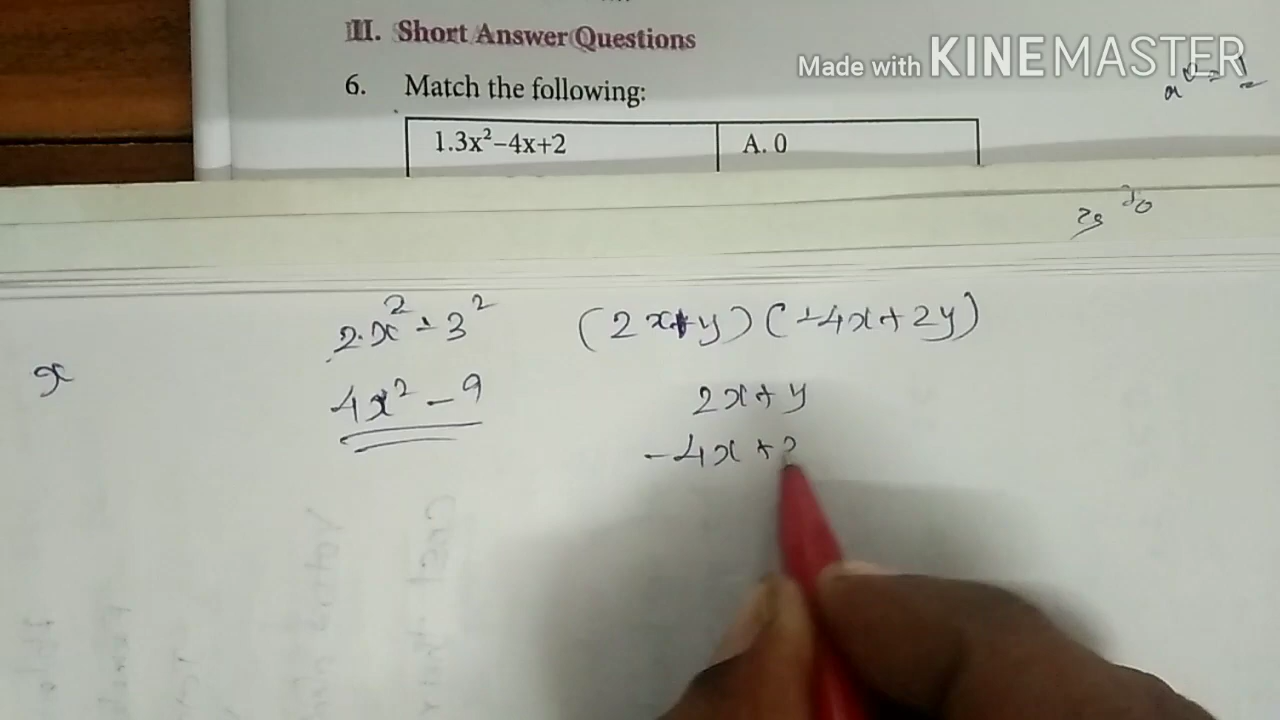 III. Short Answer Questions
Made with KINEMASTER
6. Match the following:
1.3x²–4x+2 A. 0
2·x² - 3² (2x+y) (-4x+2y)
x
4x² - 9 2x+y
-4x +2